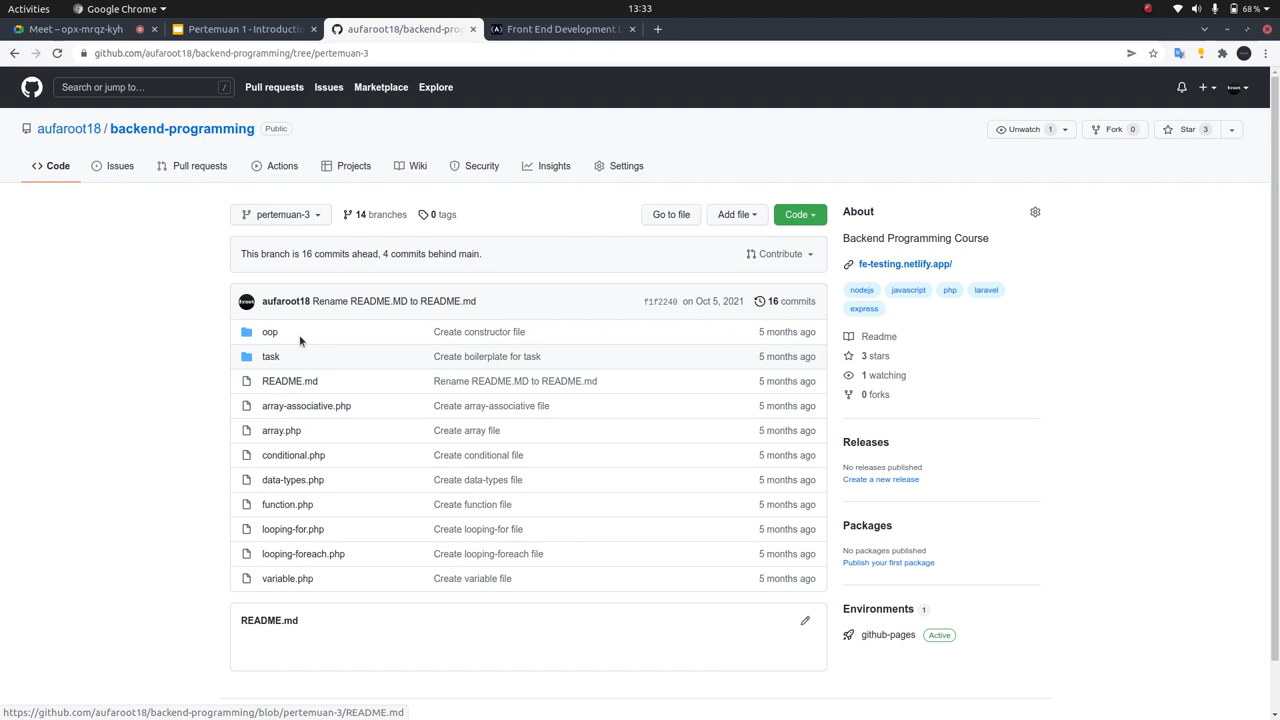 Activities Google Chrome 13:33 68 %
Meet – opx-mrqz-kyh Pertemuan 1 - Introductio aufaroot18/backend-prog Front End Development L
github.com/aufaroot18/backend-programming/tree/pertemuan-3
Search or jump to… / Pull requests Issues Marketplace Explore
aufaroot18 / backend-programming Public Unwatch 1 Fork 0 Star 3
Code Issues Pull requests Actions Projects Wiki Security Insights Settings
pertemuan-3 14 branches 0 tags Go to file Add file Code
This branch is 16 commits ahead, 4 commits behind main. Contribute
aufaroot18 Rename README.MD to README.md f1f2240 on Oct 5, 2021 16 commits
oop Create constructor file 5 months ago
task Create boilerplate for task 5 months ago
README.md Rename README.MD to README.md 5 months ago
array-associative.php Create array-associative file 5 months ago
array.php Create array file 5 months ago
conditional.php Create conditional file 5 months ago
data-types.php Create data-types file 5 months ago
function.php Create function file 5 months ago
looping-for.php Create looping-for file 5 months ago
looping-foreach.php Create looping-foreach file 5 months ago
variable.php Create variable file 5 months ago
README.md
About
Backend Programming Course
fe-testing.netlify.app/
nodejs javascript php laravel
express
Readme
3 stars
1 watching
0 forks
Releases
No releases published
Create a new release
Packages
No packages published
Publish your first package
Environments 1
github-pages Active
https://github.com/aufaroot18/backend-programming/blob/pertemuan-3/README.md